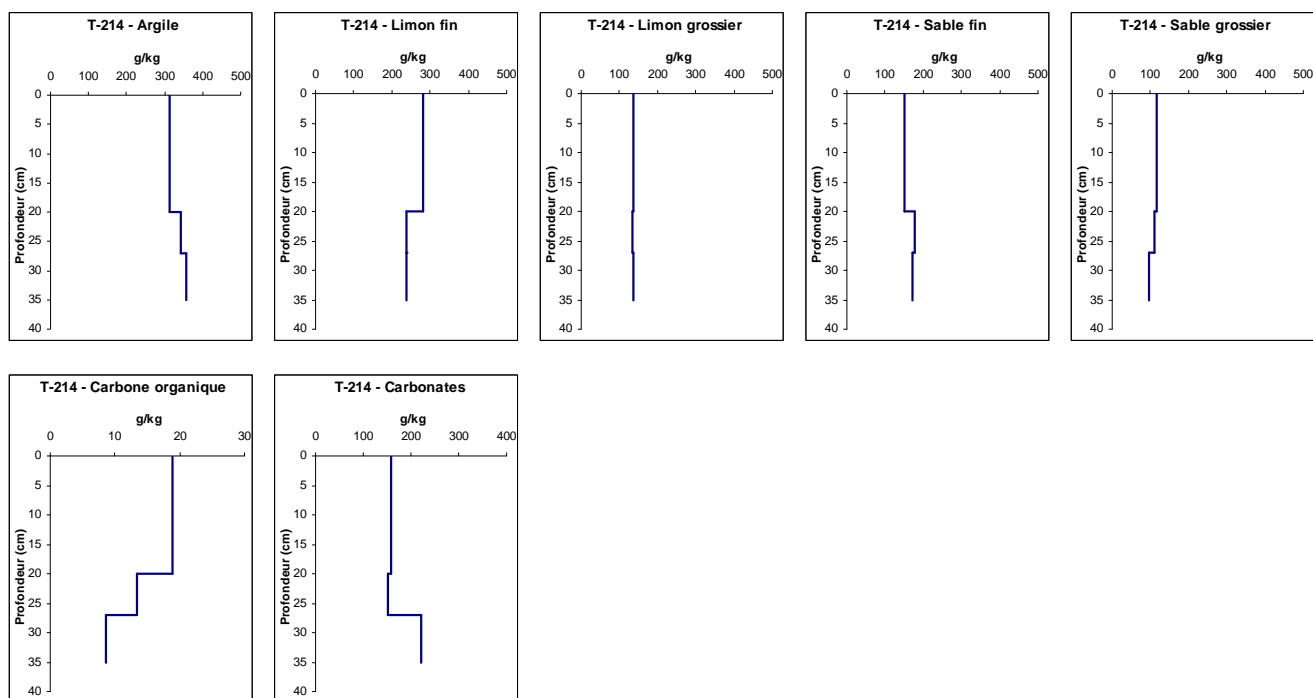 T-214 - Argile
g/kg
0 100 200 300 400 500
0
5
10
15
20
25
30
35
40
Profondeur (cm)
T-214 - Limon fin
g/kg
0 100 200 300 400 500
0
5
10
15
20
25
30
35
40
Profondeur (cm)
T-214 - Limon grossier
g/kg
0 100 200 300 400 500
0
5
10
15
20
25
30
35
40
Profondeur (cm)
T-214 - Sable fin
g/kg
0 100 200 300 400 500
0
5
10
15
20
25
30
35
40
Profondeur (cm)
T-214 - Sable grossier
g/kg
0 100 200 300 400 500
0
5
10
15
20
25
30
35
40
Profondeur (cm)
T-214 - Carbone organique
g/kg
0 10 20 30
0
5
10
15
20
25
30
35
40
Profondeur (cm)
T-214 - Carbonates
g/kg
0 100 200 300 400
0
5
10
15
20
25
30
35
40
Profondeur (cm)